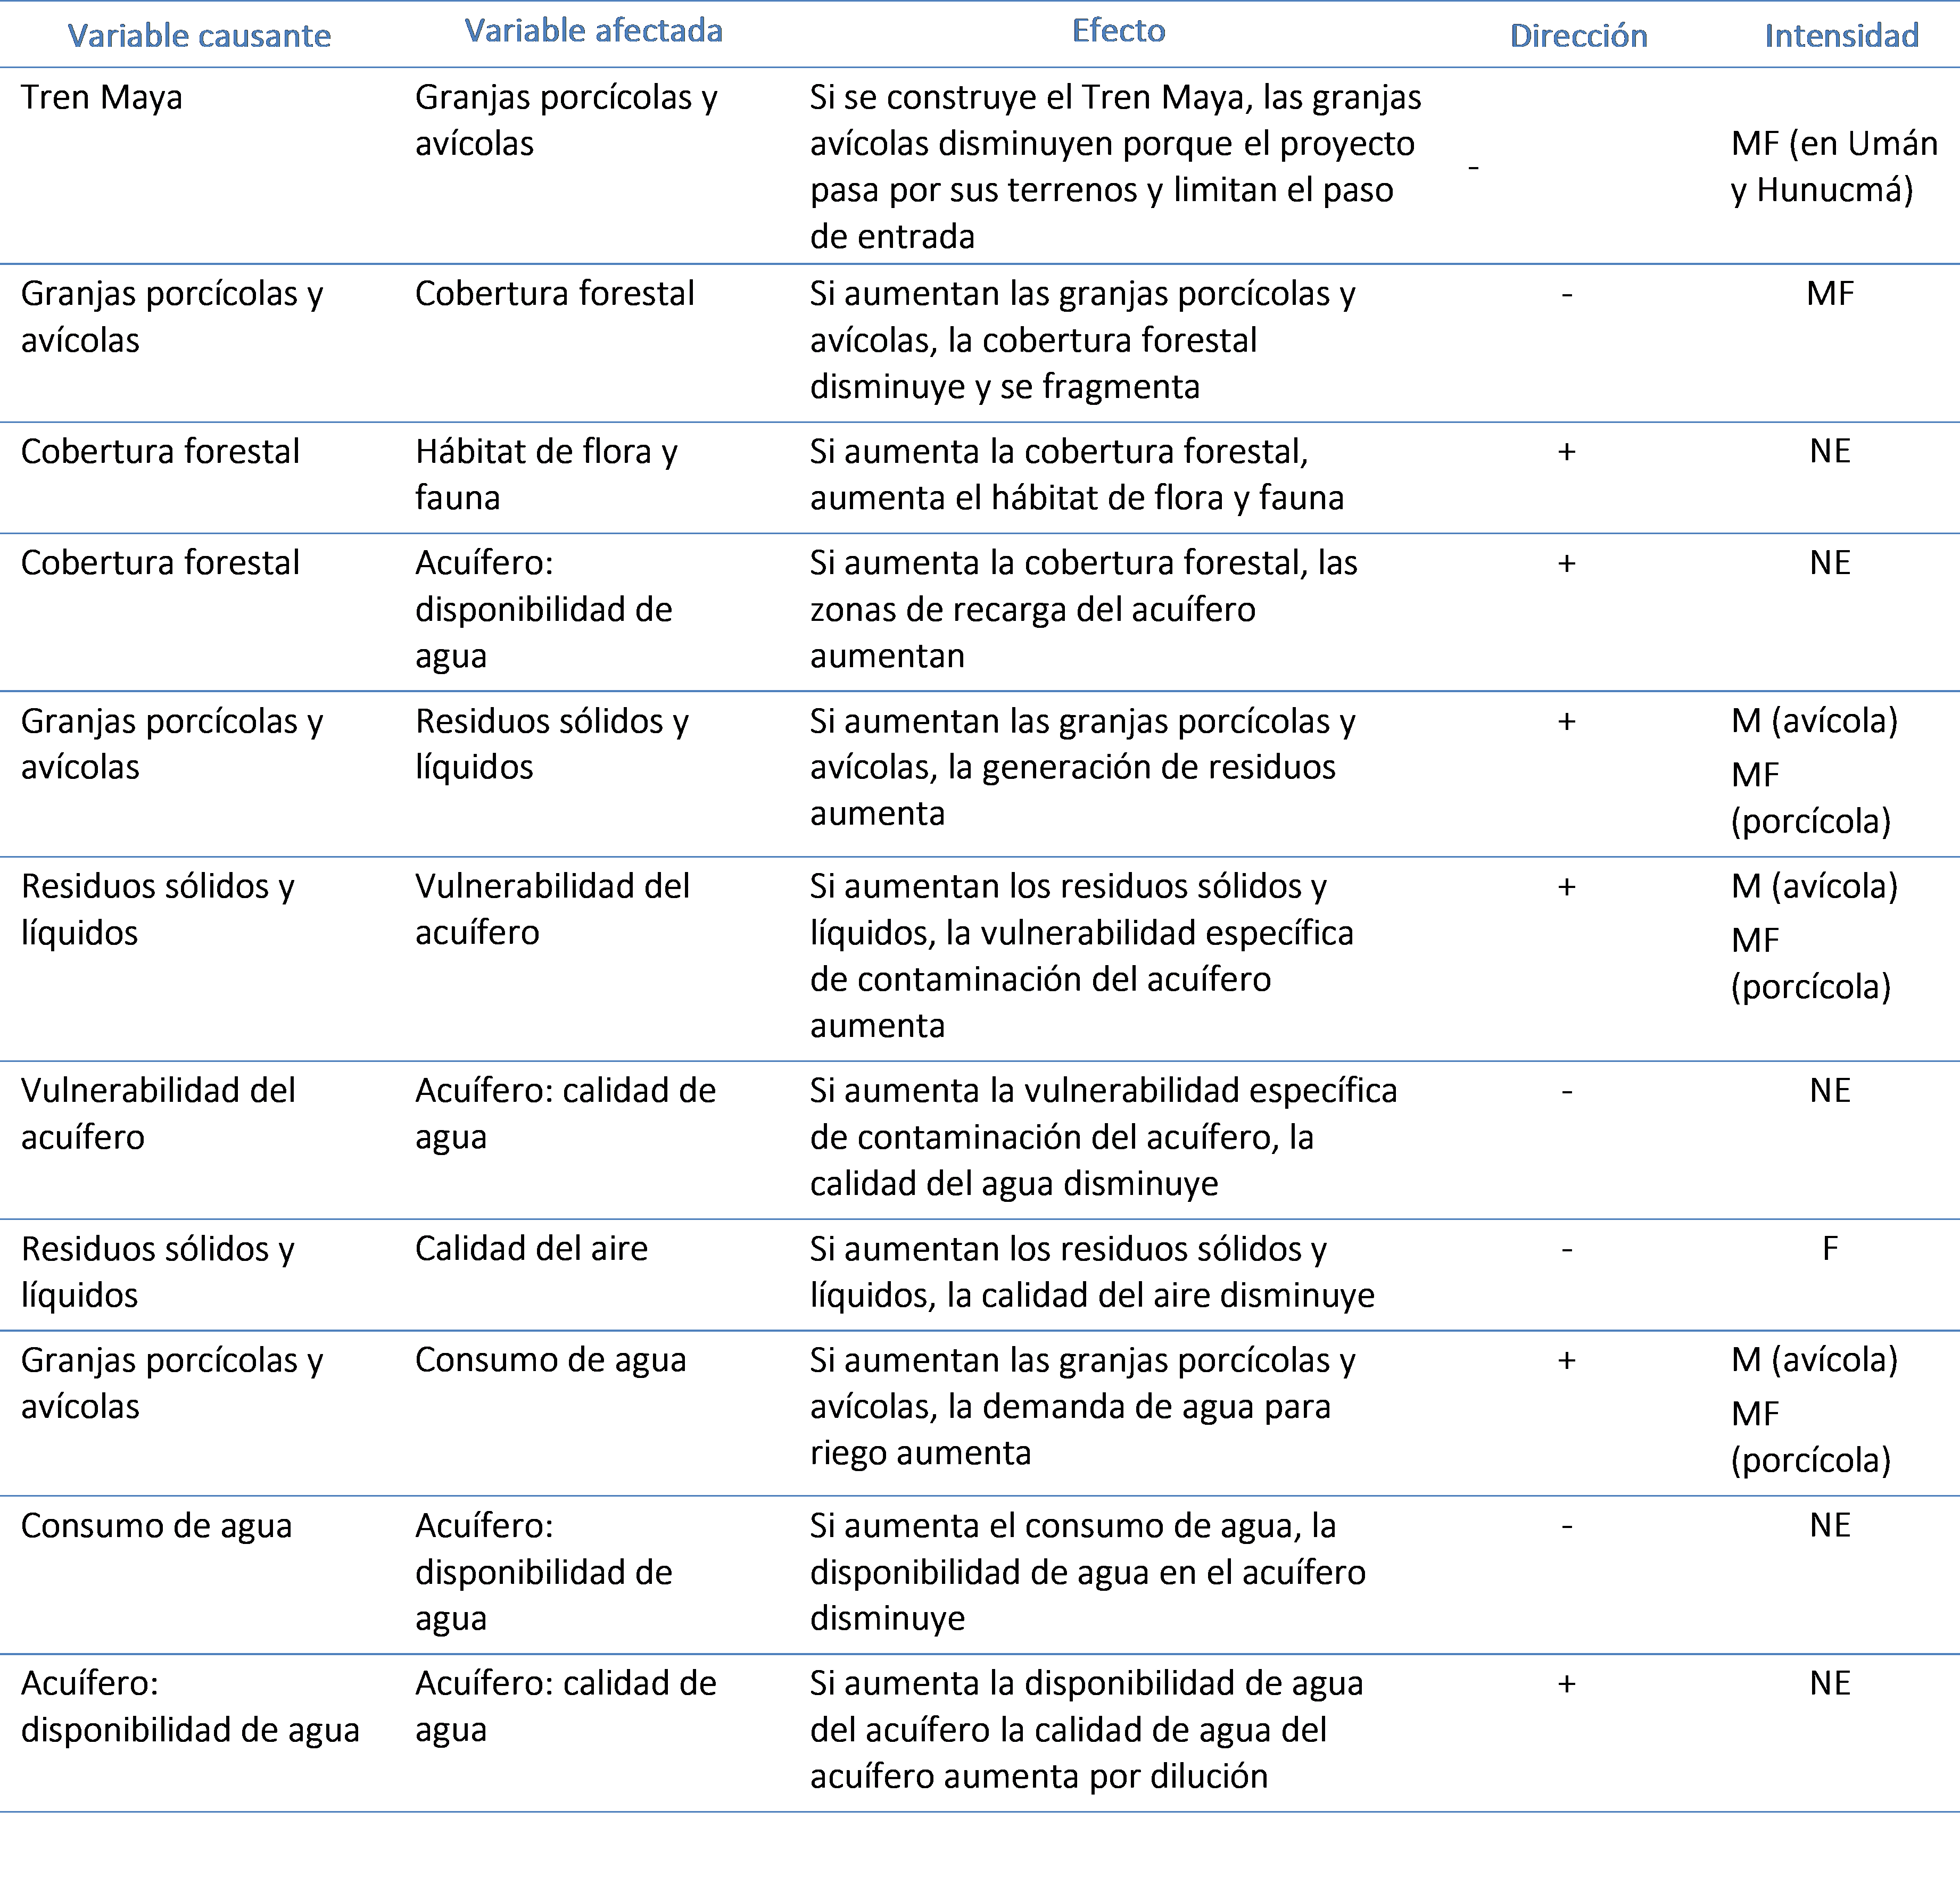 Variable causante Variable afectada Efecto Dirección Intensidad
Tren Maya
Granjas porcícolas y
avícolas
Si se construye el Tren Maya, las granjas
avícolas disminuyen porque el proyecto
pasa por sus terrenos y limitan el paso
de entrada
-
MF (en Umán
y Hunucmá)
Granjas porcícolas y
avícolas
Cobertura forestal
Si aumentan las granjas porcícolas y
avícolas, la cobertura forestal
disminuye y se fragmenta
-
MF
Cobertura forestal
Hábitat de flora y
fauna
Si aumenta la cobertura forestal,
aumenta el hábitat de flora y fauna
+
NE
Cobertura forestal
Acuífero:
disponibilidad de
agua
Si aumenta la cobertura forestal, las
zonas de recarga del acuífero
aumentan
+
NE
Granjas porcícolas y
avícolas
Residuos sólidos y
líquidos
Si aumentan las granjas porcícolas y
avícolas, la generación de residuos
aumenta
+
M (avícola)
MF
(porcícola)
Residuos sólidos y
líquidos
Vulnerabilidad del
acuífero
Si aumentan los residuos sólidos y
líquidos, la vulnerabilidad específica
de contaminación del acuífero
aumenta
+
M (avícola)
MF
(porcícola)
Vulnerabilidad del
acuífero
Acuífero: calidad de
agua
Si aumenta la vulnerabilidad específica
de contaminación del acuífero, la
calidad del agua disminuye
-
NE
Residuos sólidos y
líquidos
Calidad del aire
Si aumentan los residuos sólidos y
líquidos, la calidad del aire disminuye
-
F
Granjas porcícolas y
avícolas
Consumo de agua
Si aumentan las granjas porcícolas y
avícolas, la demanda de agua para
riego aumenta
+
M (avícola)
MF
(porcícola)
Consumo de agua
Acuífero:
disponibilidad de
agua
Si aumenta el consumo de agua, la
disponibilidad de agua en el acuífero
disminuye
-
NE
Acuífero:
disponibilidad de agua
Acuífero: calidad de
agua
Si aumenta la disponibilidad de agua
del acuífero la calidad de agua del
acuífero aumenta por dilución
+
NE